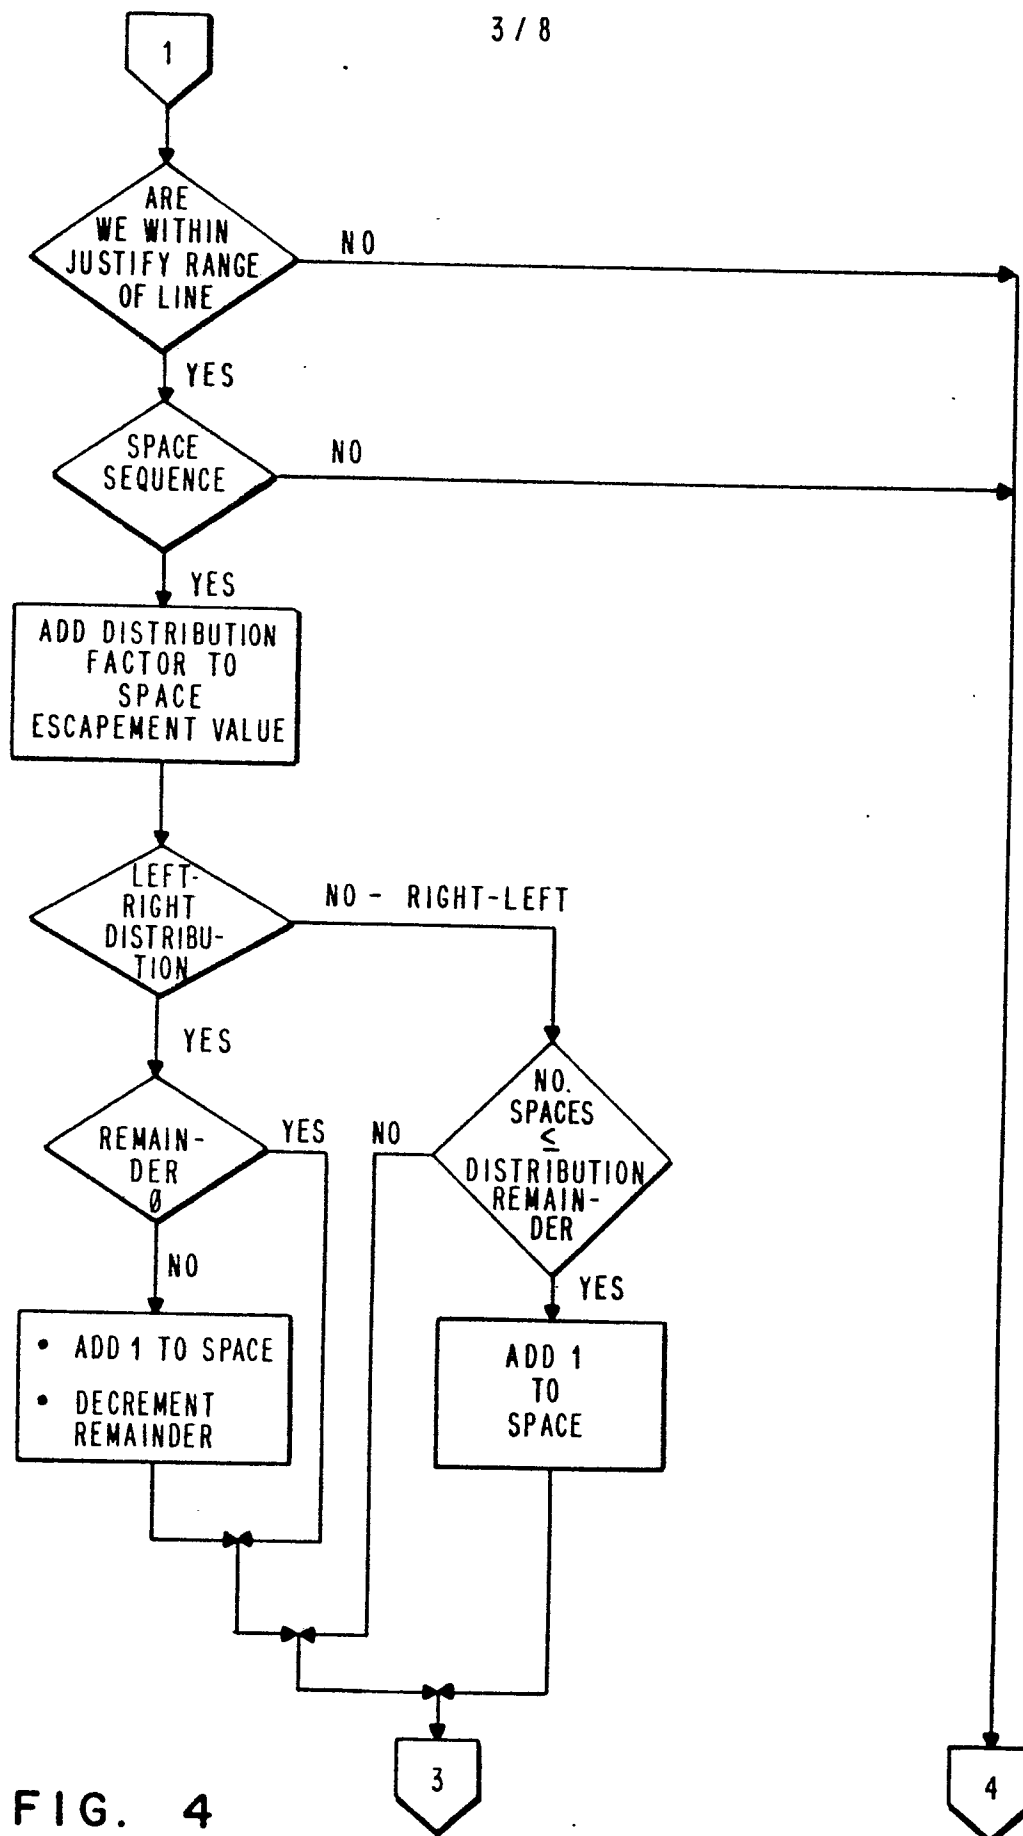 3 / 8
1
ARE
WE WITHIN
JUSTIFY RANGE
OF LINE
NO
YES
SPACE
SEQUENCE
NO
YES
ADD DISTRIBUTION
FACTOR TO
SPACE
ESCAPEMENT VALUE
LEFT-
RIGHT
DISTRIBU-
TION
NO - RIGHT-LEFT
YES
REMAIN-
DER
Ø
YES
NO
NO.
SPACES
≤
DISTRIBUTION
REMAIN-
DER
NO
YES
• ADD 1 TO SPACE
• DECREMENT
REMAINDER
ADD 1
TO
SPACE
3
4
FIG. 4